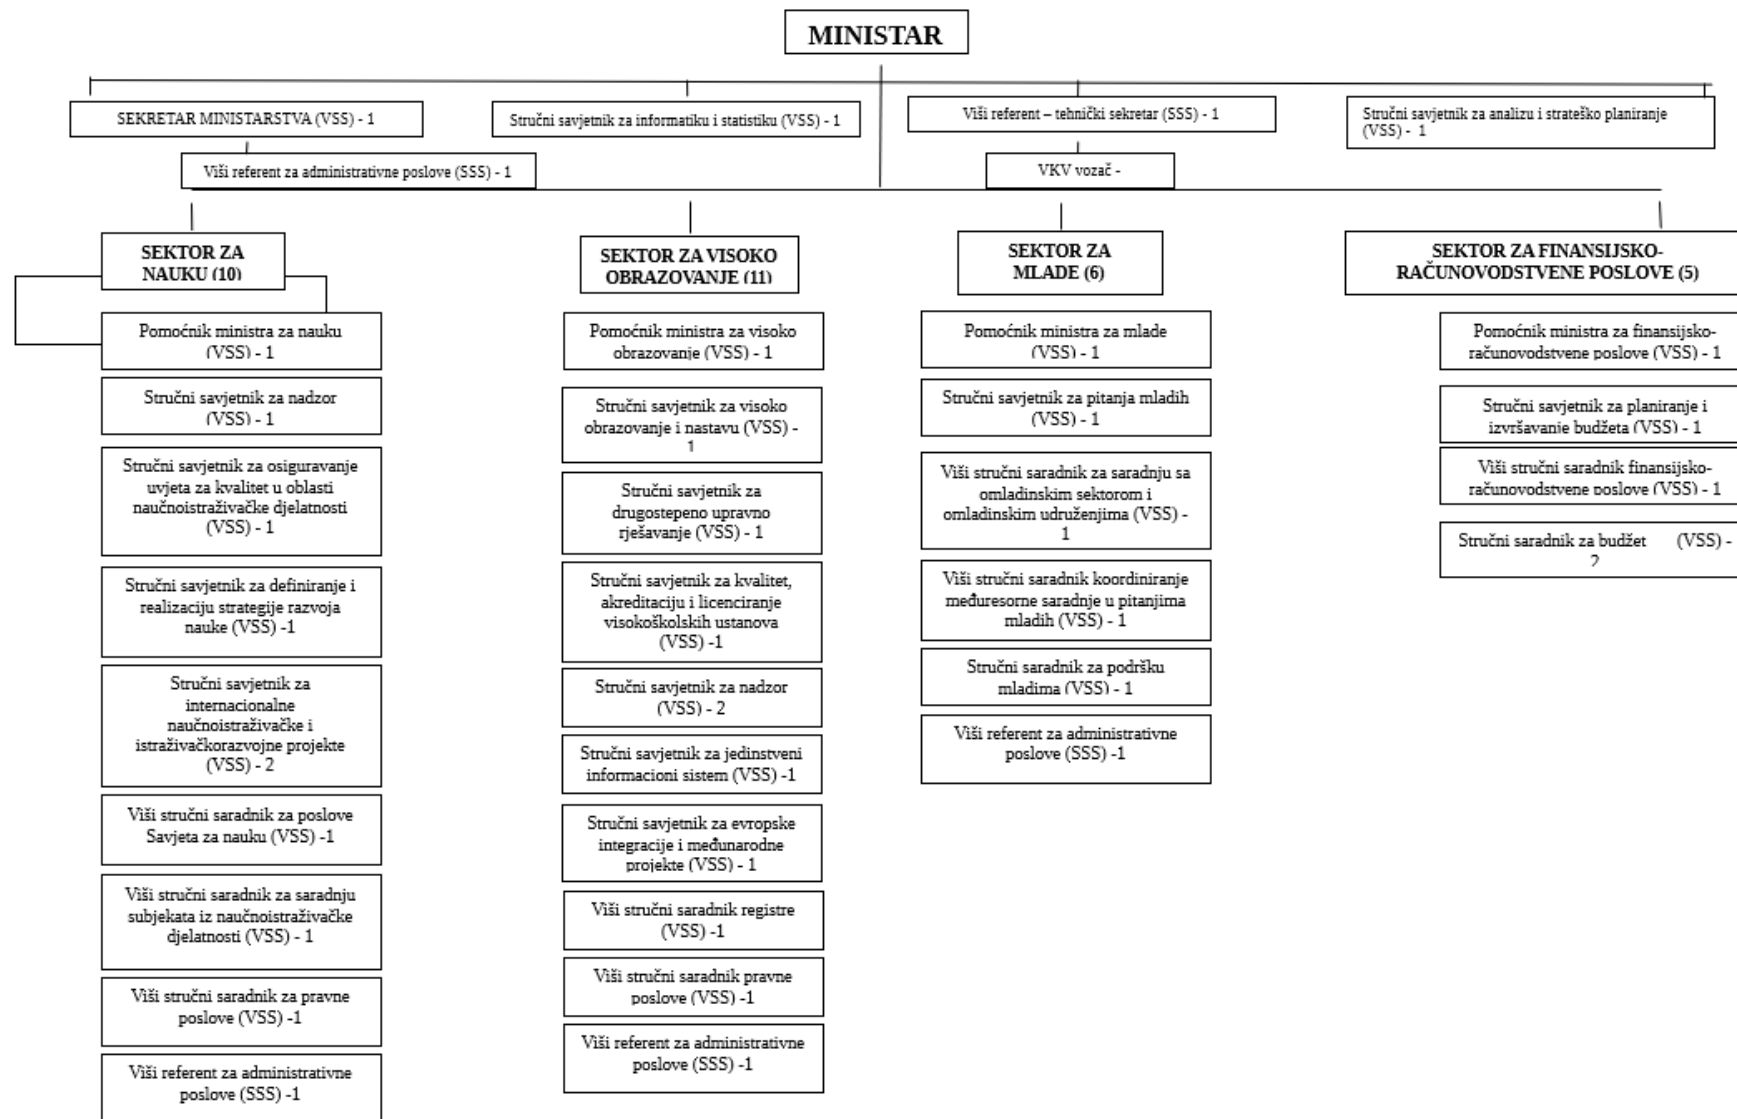 MINISTAR
SEKRETAR MINISTARSTVA (VSS) - 1
Stručni savjetnik za informatiku i statistiku (VSS) - 1
Viši referent – tehnički sekretar (SSS) - 1
Stručni savjetnik za analizu i strateško planiranje
(VSS) - 1
Viši referent za administrativne poslove (SSS) - 1
VKV vozač -
SEKTOR ZA
NAUKU (10)
Pomoćnik ministra za nauku
(VSS) - 1
Stručni savjetnik za nadzor
(VSS) - 1
Stručni savjetnik za osiguravanje
uvjeta za kvalitet u oblasti
naučnoistraživačke djelatnosti
(VSS) - 1
Stručni savjetnik za definiranje i
realizaciju strategije razvoja
nauke (VSS) -1
Stručni savjetnik za
internacionalne
naučnoistraživačke i
istraživačkorazvojne projekte
(VSS) - 2
Viši stručni saradnik za poslove
Savjeta za nauku (VSS) -1
Viši stručni saradnik za saradnju
subjekata iz naučnoistraživačke
djelatnosti (VSS) - 1
Viši stručni saradnik za pravne
poslove (VSS) -1
Viši referent za administrativne
poslove (SSS) -1
SEKTOR ZA VISOKO
OBRAZOVANJE (11)
Pomoćnik ministra za visoko
obrazovanje (VSS) - 1
Stručni savjetnik za visoko
obrazovanje i nastavu (VSS) -
1
Stručni savjetnik za
drugostepeno upravno
rješavanje (VSS) - 1
Stručni savjetnik za kvalitet,
akreditaciju i licenciranje
visokoškolskih ustanova
(VSS) -1
Stručni savjetnik za nadzor
(VSS) - 2
Stručni savjetnik za jedinstveni
informacioni sistem (VSS) -1
Stručni savjetnik za evropske
integracije i međunarodne
projekte (VSS) - 1
Viši stručni saradnik registre
(VSS) -1
Viši stručni saradnik pravne
poslove (VSS) -1
Viši referent za administrativne
poslove (SSS) -1
SEKTOR ZA
MLADE (6)
Pomoćnik ministra za mlade
(VSS) - 1
Stručni savjetnik za pitanja mladih
(VSS) - 1
Viši stručni saradnik za saradnju sa
omladinskim sektorom i
omladinskim udruženjima (VSS) -
1
Viši stručni saradnik koordiniranje
međuresorne saradnje u pitanjima
mladih (VSS) - 1
Stručni saradnik za podršku
mladima (VSS) - 1
Viši referent za administrativne
poslove (SSS) -1
SEKTOR ZA FINANSIJSKO-
RAČUNOVODSTVENE POSLOVE (5)
Pomoćnik ministra za finansijsko-
računovodstvene poslove (VSS) - 1
Stručni savjetnik za planiranje i
izvršavanje budžeta (VSS) - 1
Viši stručni saradnik finansijsko-
računovodstvene poslove (VSS) - 1
Stručni saradnik za budžet (VSS) -
2